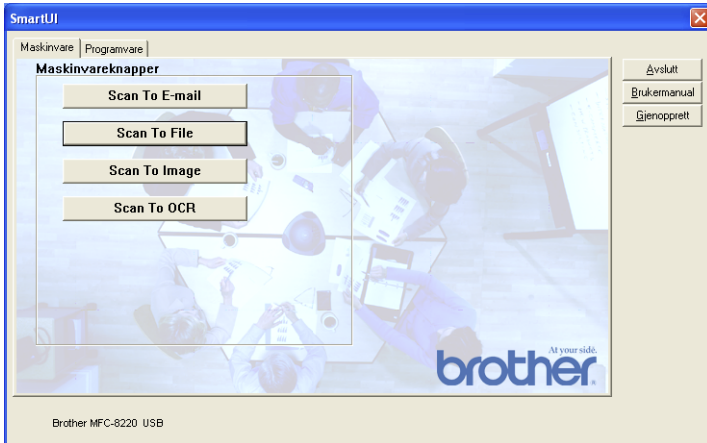 SmartUI
Maskinvare Programvare
Maskinvareknapper
Scan To E-mail
Scan To File
Scan To Image
Scan To OCR
Avslutt
Brukermanual
Gjenopprett
At your side.
brother
Brother MFC-8220 USB